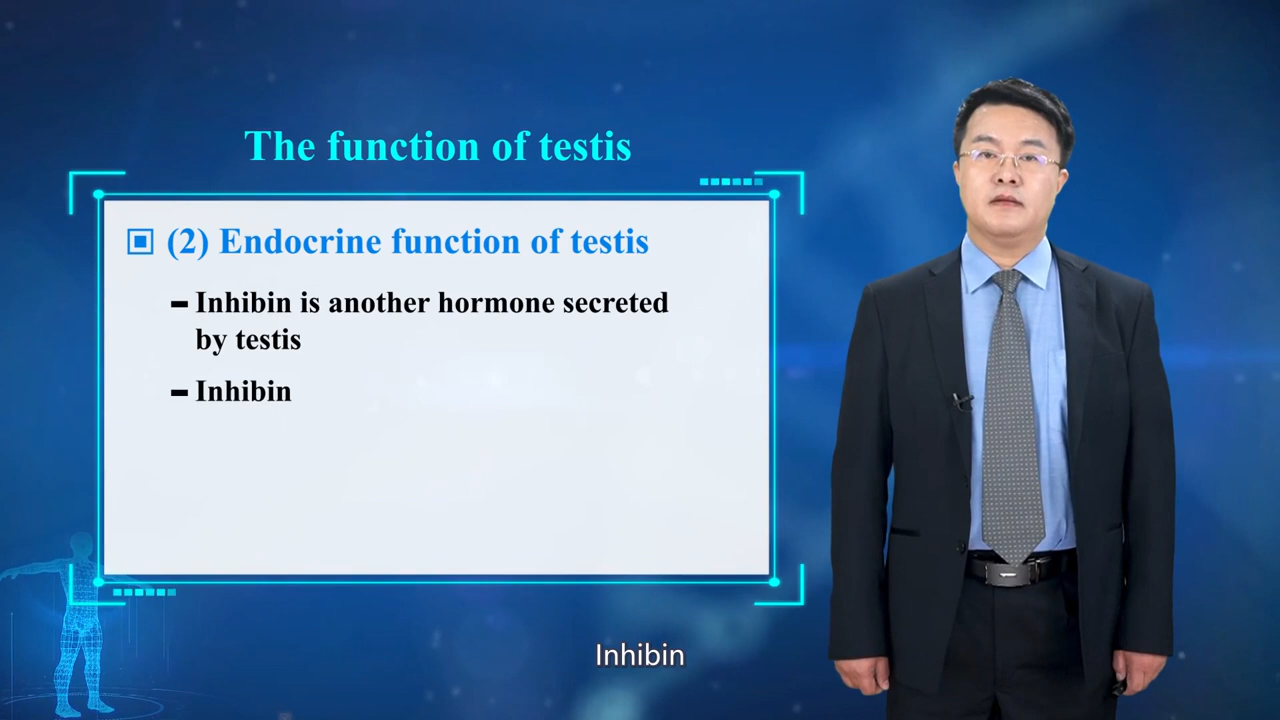 The function of testis
(2) Endocrine function of testis
Inhibin is another hormone secreted
by testis
Inhibin
Inhibin